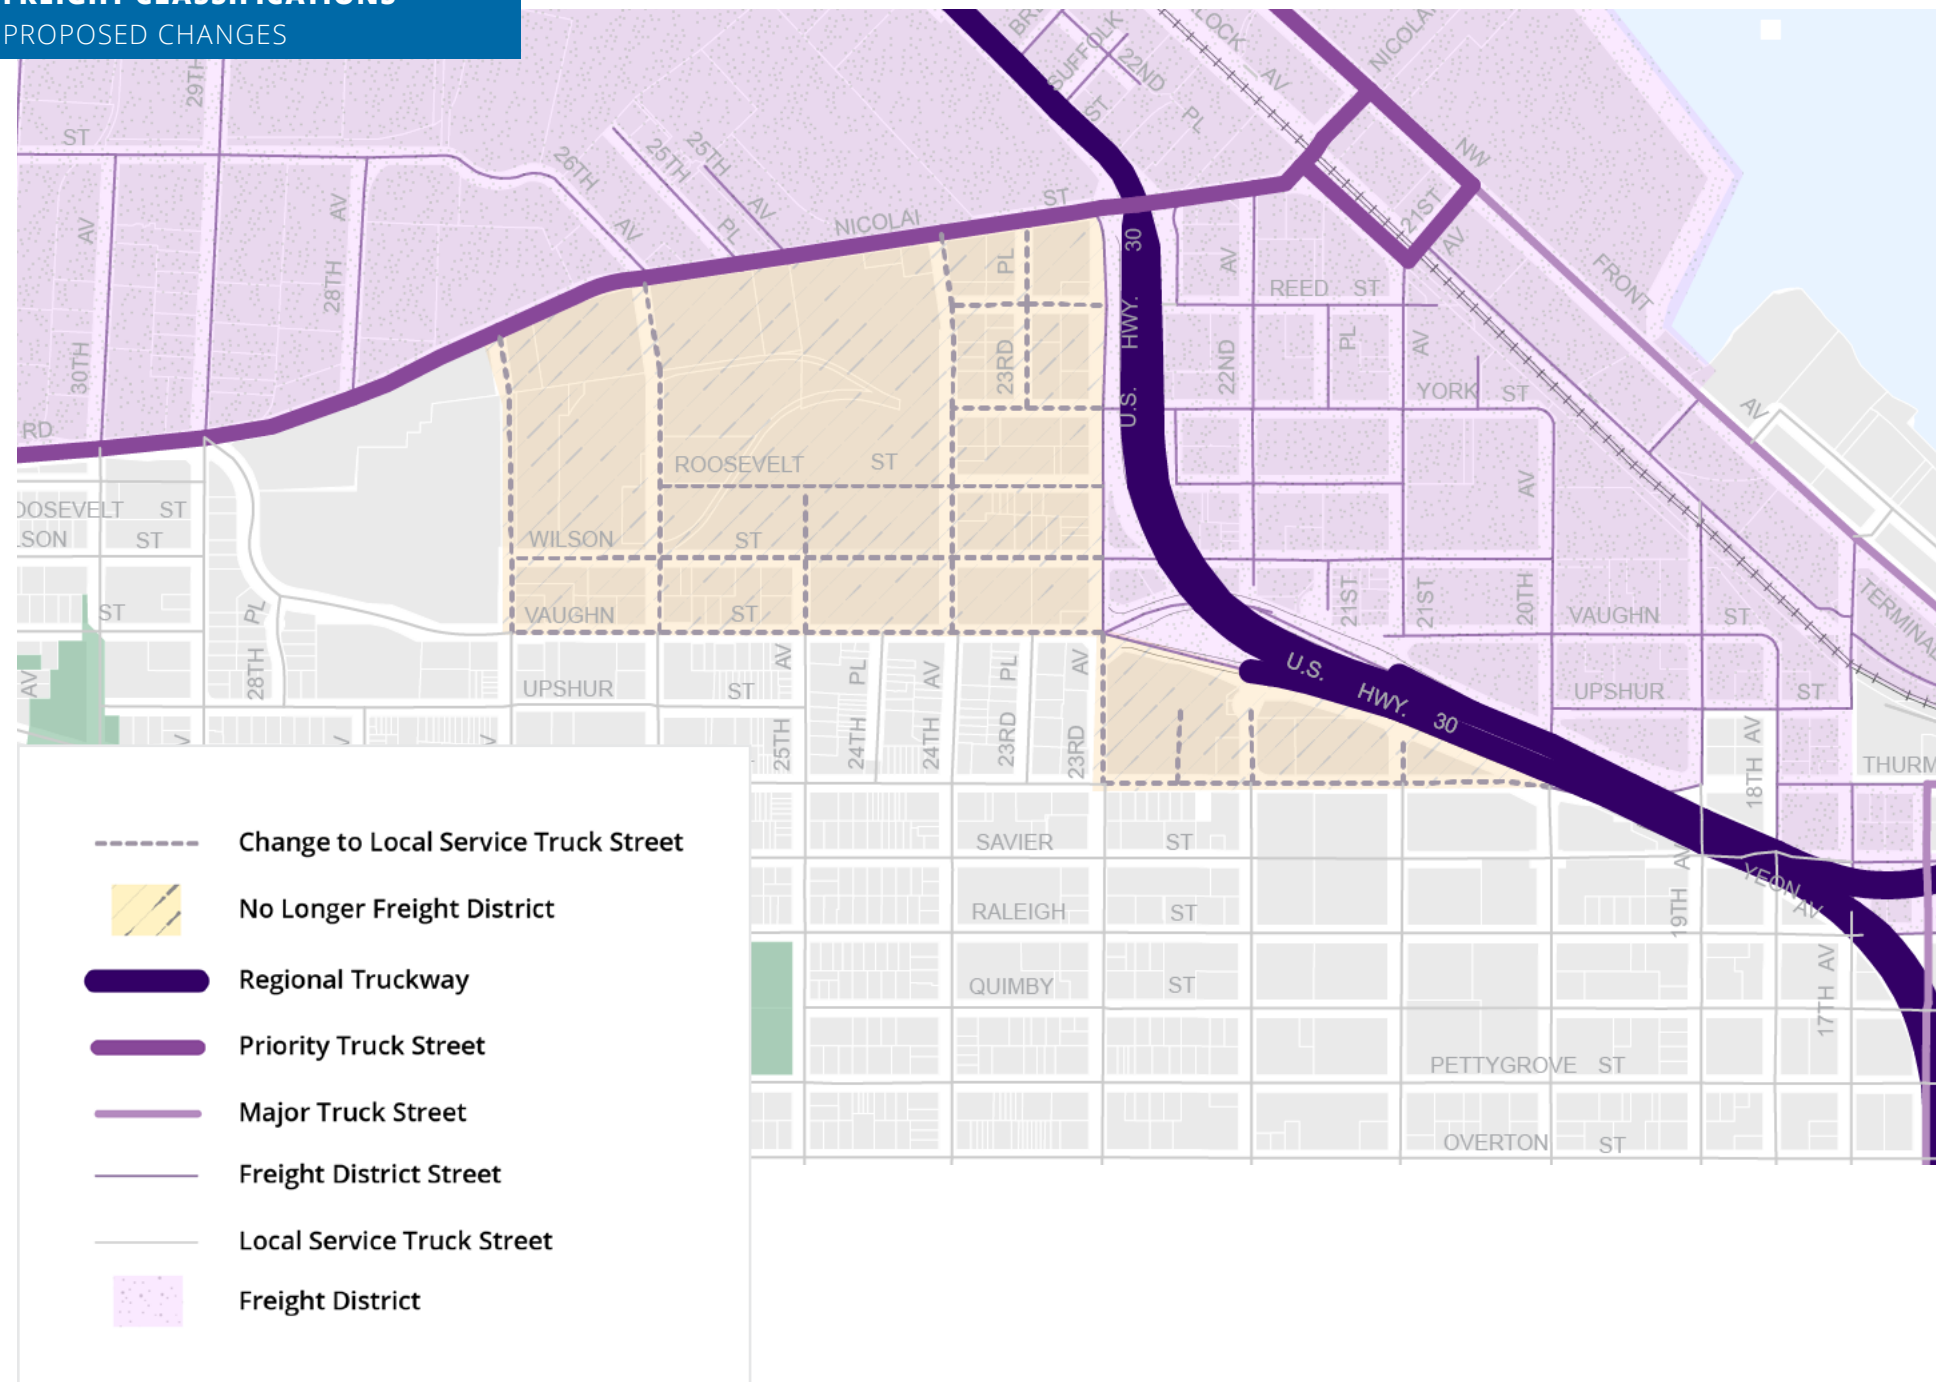 FREIGHT CLASSIFICATIONS
PROPOSED CHANGES
29TH
ST
AV
30TH
28TH AV
RD
26TH AV
25TH PL
25TH AV
NICOLAI ST
SUFFOLK ST
22ND PL
AV
NW
21ST AV
FRONT AV
30
U.S. HWY.
AV
22ND
REED ST
PL
AV
YORK ST
AV
20TH
21ST
21ST
VAUGHN ST
TERMINAL
UPSHUR ST
THURM
18TH AV
19TH AV
YEON AV
17TH AV
PL
23RD
ROOSEVELT ST
WILSON ST
VAUGHN ST
UPSHUR ST
OOSEVELT ST
SON ST
ST
AV
28TH PL
25TH AV
24TH PL
24TH AV
23RD PL
23RD AV
U.S. HWY. 30
SAVIER ST
RALEIGH ST
QUIMBY ST
PETTYGROVE ST
OVERTON ST
Change to Local Service Truck Street
No Longer Freight District
Regional Truckway
Priority Truck Street
Major Truck Street
Freight District Street
Local Service Truck Street
Freight District